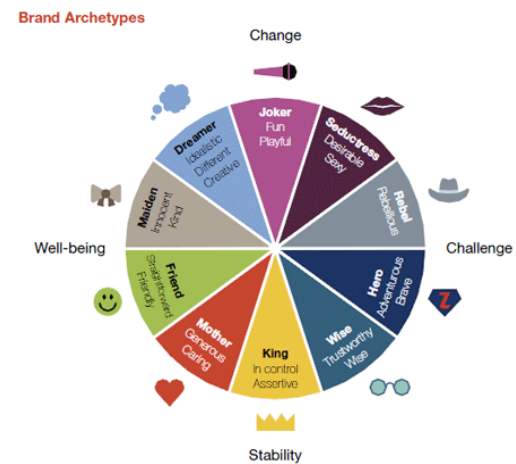 Brand Archetypes
Change
Joker
Fun
Playful
Seductress
Desirable
Sexy
Rebel
Rebellious
Challenge
Hero
Adventurous
Brave
Z
Wise
Trustworthy
Wise
King
In control
Assertive
Stability
Mother
Generous
Caring
Friend
Straightforward
Friendly
Well-being
Maiden
Innocent
Kind
Dreamer
Idealistic
Different
Creative